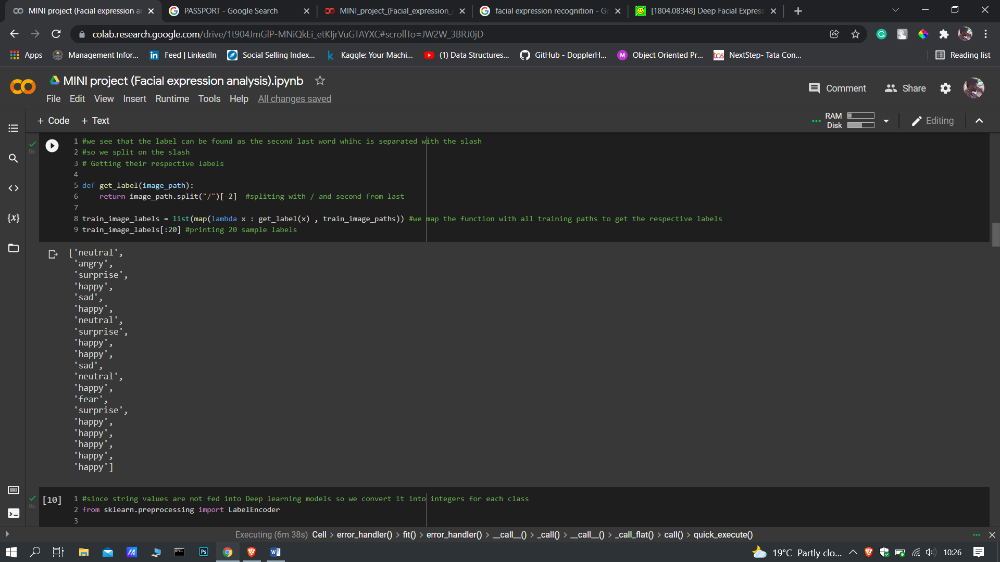 MINI project (Facial expression ar
PASSPORT - Google Search
MINI_project_(Facial_expression_a
facial expression recognition - Go
[1804.08348] Deep Facial Express
colab.research.google.com/drive/1t904JmGlP-MNiQkEi_etKIjrVuGTAYXC#scrollTo=JW2W_3BRJ0jD
Apps
Management Infor...
Feed | LinkedIn
Social Selling Index...
Kaggle: Your Machi...
(1) Data Structures...
GitHub - DopplerH...
Object Oriented Pr...
NextStep- Tata Con...
Reading list
MINI project (Facial expression analysis).ipynb
Comment
Share
File Edit View Insert Runtime Tools Help All changes saved
+ Code + Text
RAM
Disk
Editing
0s
1 #we see that the label can be found as the second last word whihc is separated with the slash
2 #so we split on the slash
3 # Getting their respective labels
4
5 def get_label(image_path):
6     return image_path.split("/")[-2]  #spliting with / and second from last
7
8 train_image_labels = list(map(lambda x : get_label(x) , train_image_paths)) #we map the function with all training paths to get the respective labels
9 train_image_labels[:20] #printing 20 sample labels
['neutral',
'angry',
'surprise',
'happy',
'sad',
'happy',
'neutral',
'surprise',
'happy',
'happy',
'sad',
'neutral',
'happy',
'fear',
'surprise',
'happy',
'happy',
'happy',
'happy',
'happy']
0s
[10]
1 #since string values are not fed into Deep learning models so we convert it into integers for each class
2 from sklearn.preprocessing import LabelEncoder
3
Executing (6m 38s) Cell > error_handler() > fit() > error_handler() > __call__() > _call() > __call__() > _call_flat() > call() > quick_execute()
19°C Partly clo...
10:26